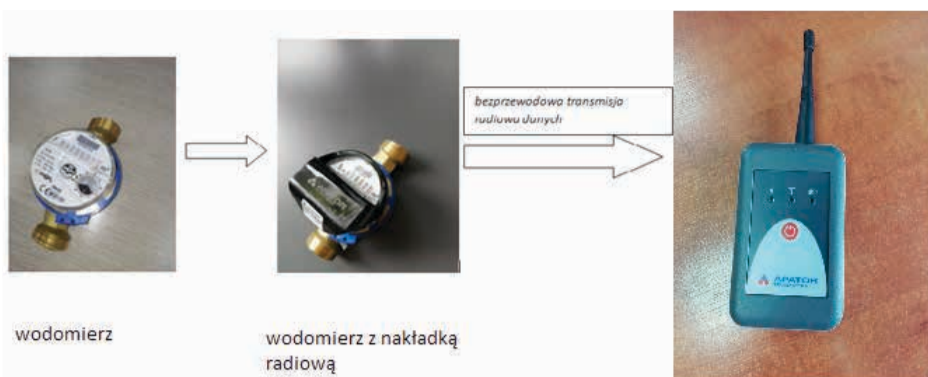 bezprzewodowa transmisja
radiowa danych
wodomierz
wodomierz z nakładką
radiową
APATOR